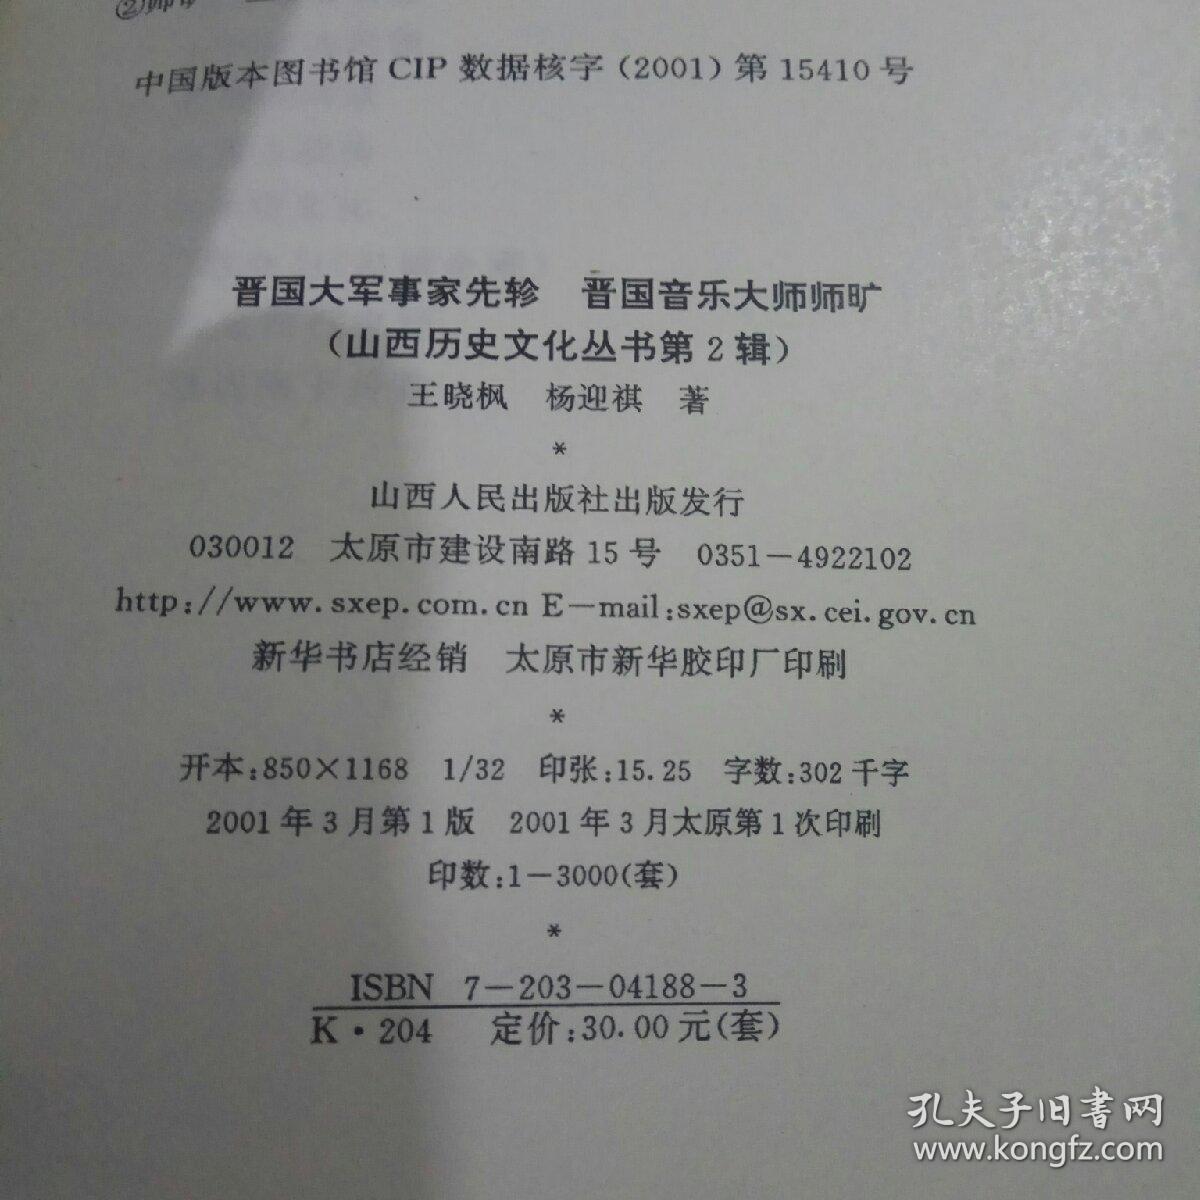 中国版本图书馆 CIP 数据核字（2001）第 15410 号
晋国大军事家先轸 晋国音乐大师师旷
（山西历史文化丛书第 2 辑）
王晓枫 杨迎祺 著
*
山西人民出版社出版发行
030012 太原市建设南路 15 号 0351－4922102
http://www.sxep.com.cn E－mail:sxep@sx.cei.gov.cn
新华书店经销 太原市新华胶印厂印刷
*
开本:850×1168 1/32 印张:15.25 字数:302 千字
2001 年 3 月第 1 版 2001 年 3 月太原第 1 次印刷
印数:1－3000(套)
*
ISBN 7－203－04188－3
K·204 定价:30.00 元(套)
孔夫子旧書网
www.kongfz.com